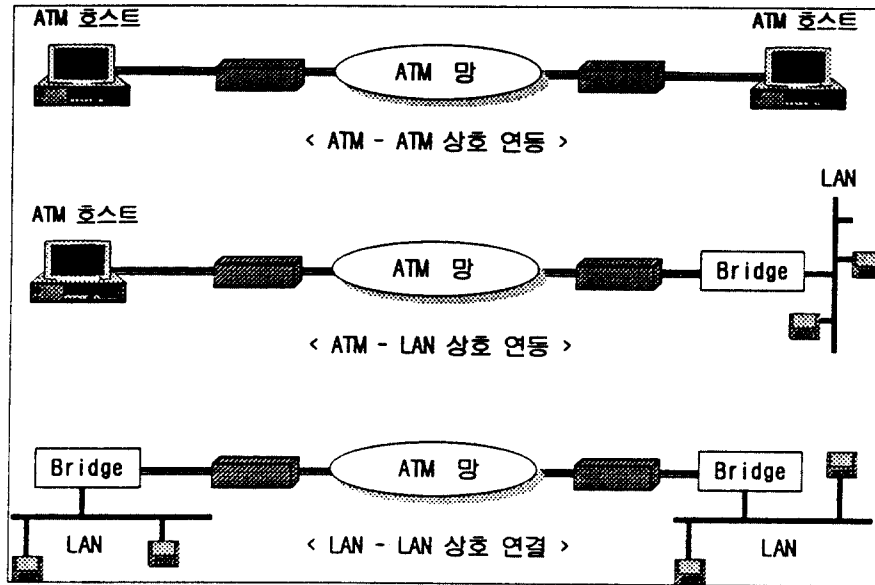 ATM 호스트
ATM 호스트
ATM 망
< ATM - ATM 상호 연동 >
LAN
ATM 호스트
ATM 망
Bridge
< ATM - LAN 상호 연동 >
Bridge
ATM 망
Bridge
LAN
< LAN - LAN 상호 연결 >
LAN